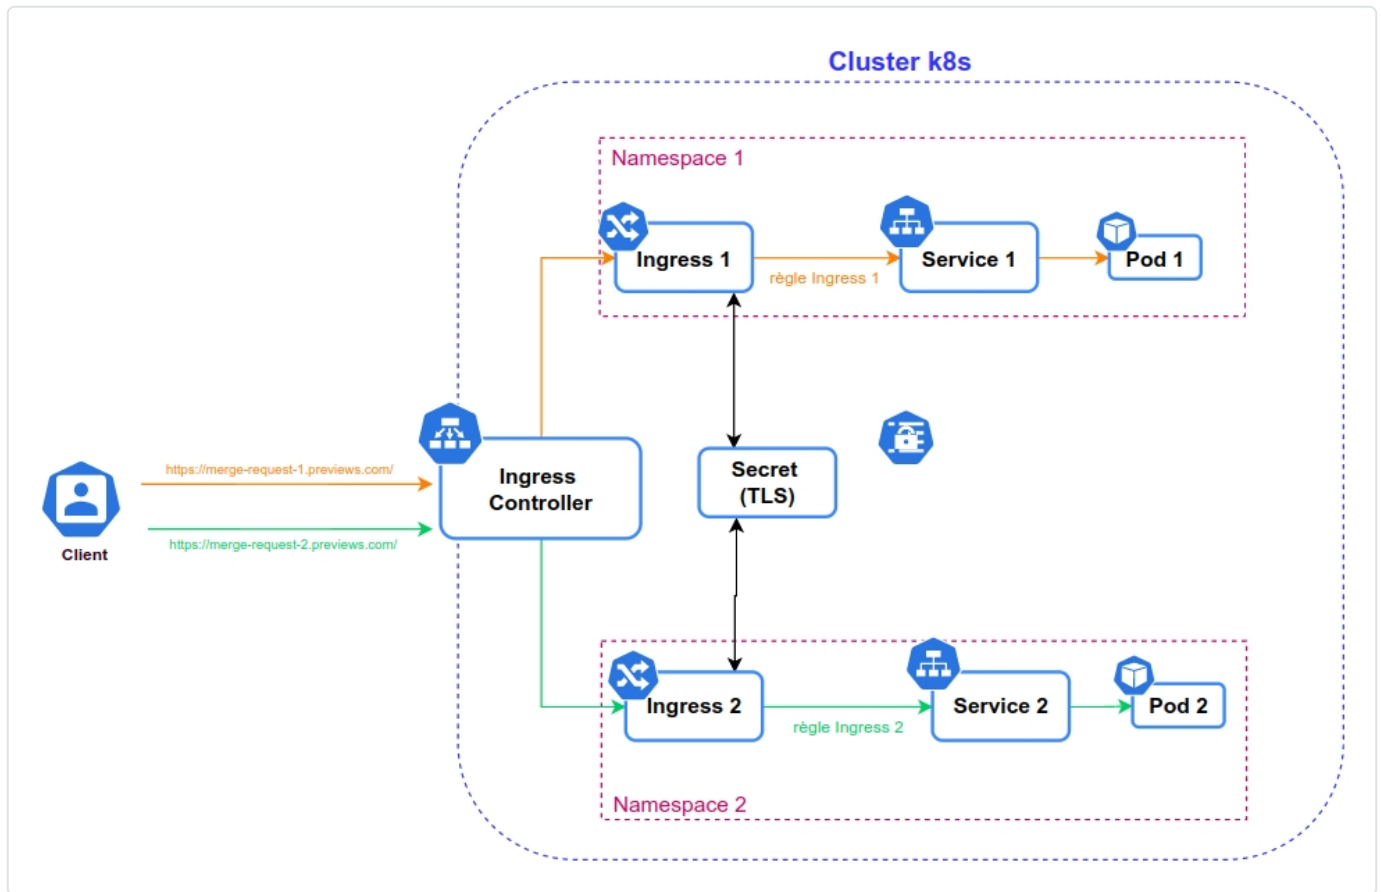 Cluster k8s
Namespace 1
Ingress 1
règle Ingress 1
Service 1
Pod 1
https://merge-request-1.previews.com/
https://merge-request-2.previews.com/
Client
Ingress
Controller
Secret
(TLS)
Ingress 2
règle Ingress 2
Service 2
Pod 2
Namespace 2